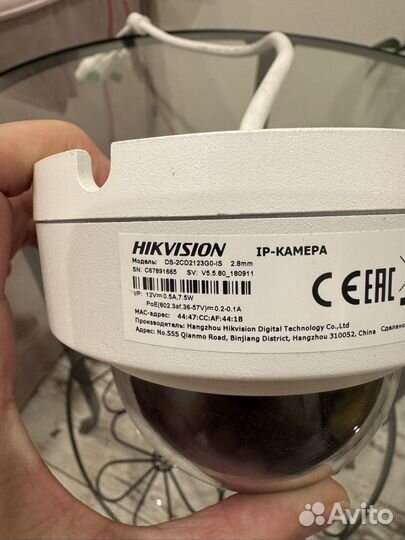 HIKVISION IP-КАМЕРА
Модель: DS-2CD2123G0-IS 2.8mm
SN: C67891665 SV: V5.5.80_180911
I/P: 12V⎓0.5A,7.5W
PoE(802.3af,36-57V)⎓0.2-0.1A
MAC-адрес: 44:47:CC:AF:44:1B
Производитель: Hangzhou Hikvision Digital Technology Co.,Ltd
Адрес: No.555 Qianmo Road, Binjiang District, Hangzhou 310052, China Сделано
CE EAC
Avito